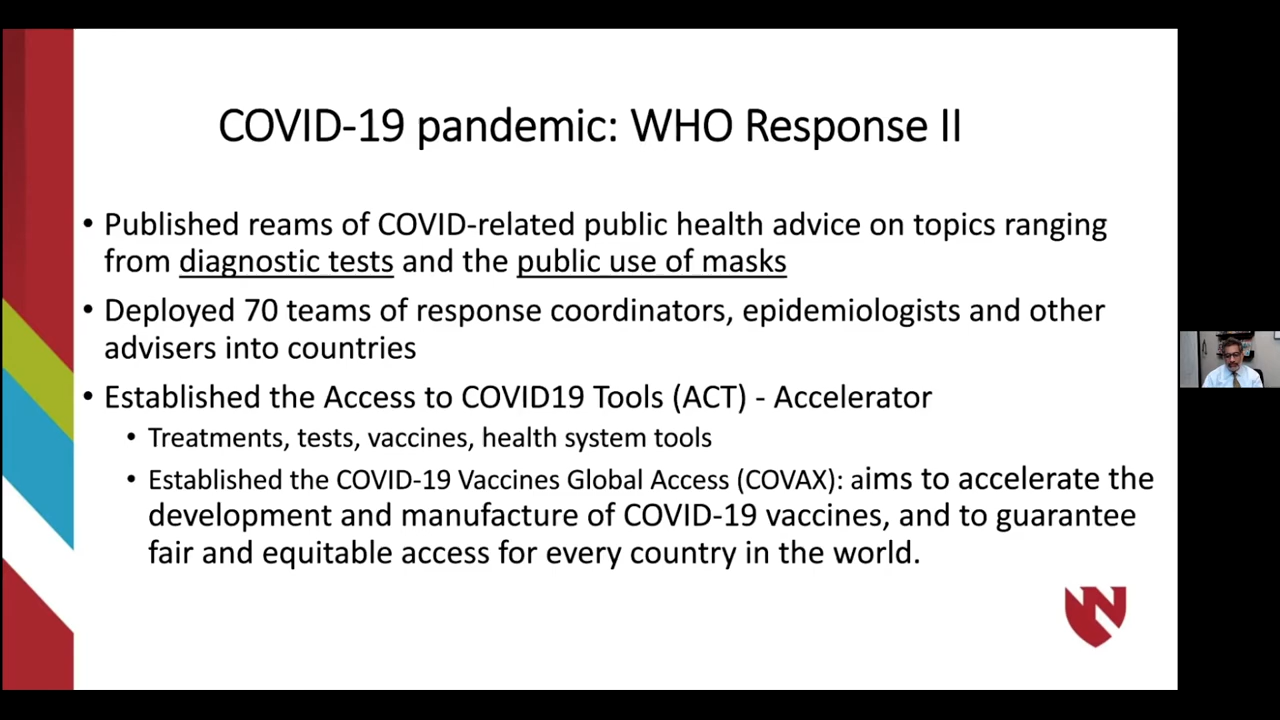 COVID-19 pandemic: WHO Response II
• Published reams of COVID-related public health advice on topics ranging
from diagnostic tests and the public use of masks
• Deployed 70 teams of response coordinators, epidemiologists and other
advisers into countries
• Established the Access to COVID19 Tools (ACT) - Accelerator
• Treatments, tests, vaccines, health system tools
• Established the COVID-19 Vaccines Global Access (COVAX): aims to accelerate the
development and manufacture of COVID-19 vaccines, and to guarantee
fair and equitable access for every country in the world.